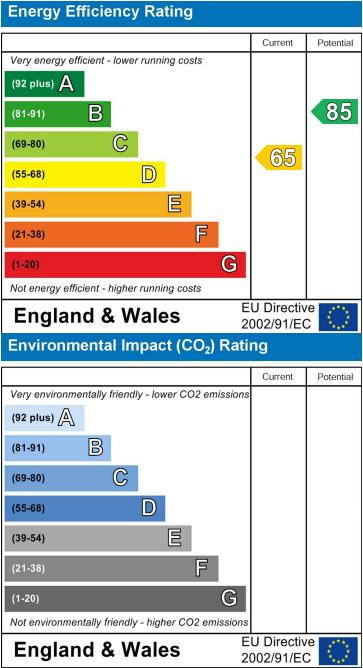 Energy Efficiency Rating
Current Potential
Very energy efficient - lower running costs
(92 plus) A
(81-91) B
85
(69-80) C
65
(55-68) D
(39-54) E
(21-38) F
(1-20) G
Not energy efficient - higher running costs
England & Wales
EU Directive
2002/91/EC
Environmental Impact (CO₂) Rating
Current Potential
Very environmentally friendly - lower CO2 emissions
(92 plus) A
(81-91) B
(69-80) C
(55-68) D
(39-54) E
(21-38) F
(1-20) G
Not environmentally friendly - higher CO2 emissions
England & Wales
EU Directive
2002/91/EC